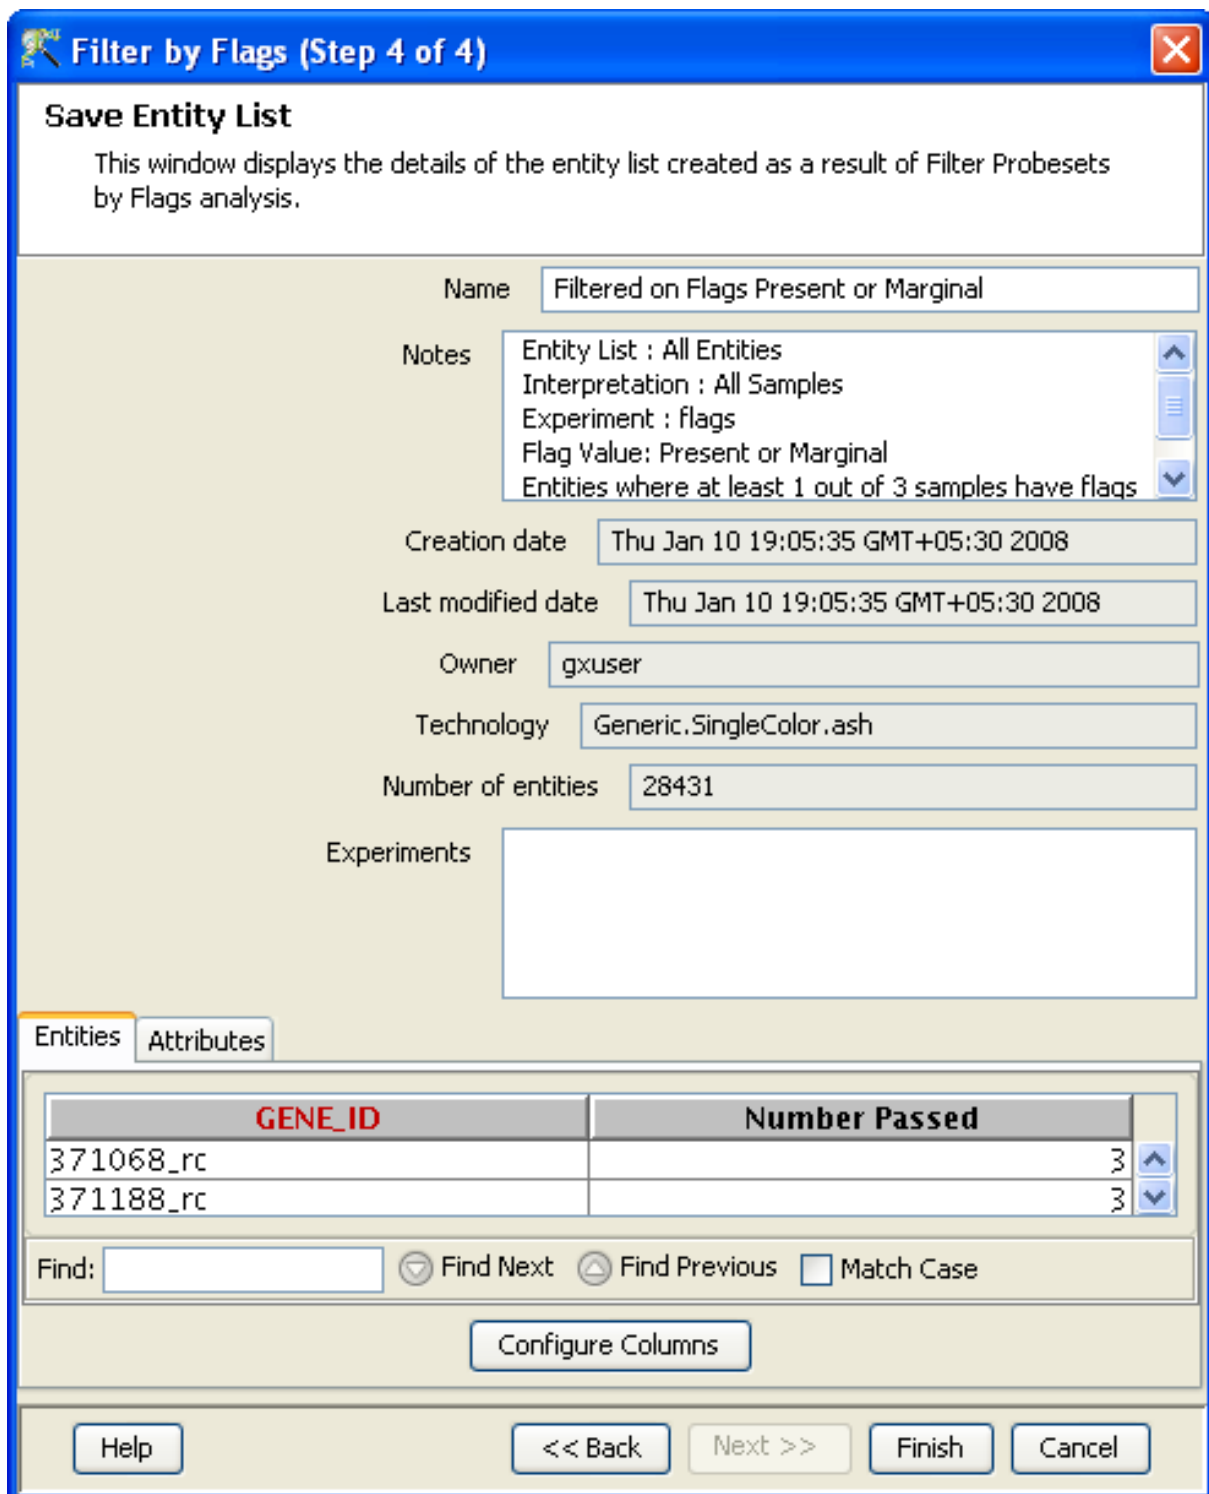 Filter by Flags (Step 4 of 4)
Save Entity List
This window displays the details of the entity list created as a result of Filter Probesets
by Flags analysis.
Name Filtered on Flags Present or Marginal
Notes Entity List : All Entities
Interpretation : All Samples
Experiment : flags
Flag Value: Present or Marginal
Entities where at least 1 out of 3 samples have flags
Creation date Thu Jan 10 19:05:35 GMT+05:30 2008
Last modified date Thu Jan 10 19:05:35 GMT+05:30 2008
Owner gxuser
Technology Generic.SingleColor.ash
Number of entities 28431
Experiments
Entities Attributes
GENE_ID Number Passed
371068_rc 3
371188_rc 3
Find: Find Next Find Previous Match Case
Configure Columns
Help << Back Next >> Finish Cancel